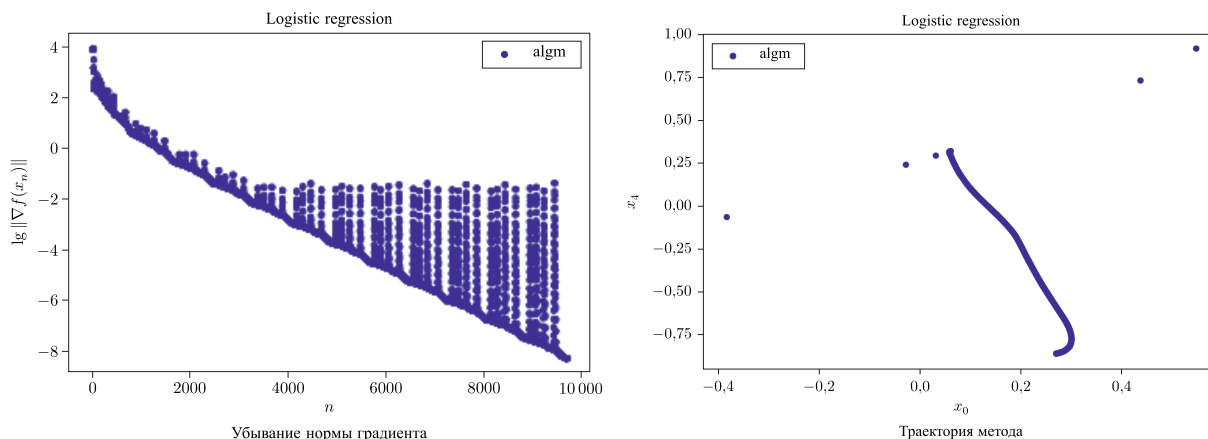 Logistic regression
algm
4
2
0
−2
−4
−6
−8
lg ‖∇f(xₙ)‖
0 2000 4000 6000 8000 10 000
n
Убывание нормы градиента
Logistic regression
algm
1,00
0,75
0,50
0,25
0,00
−0,25
−0,50
−0,75
x₄
−0,4 −0,2 0,0 0,2 0,4
x₀
Траектория метода